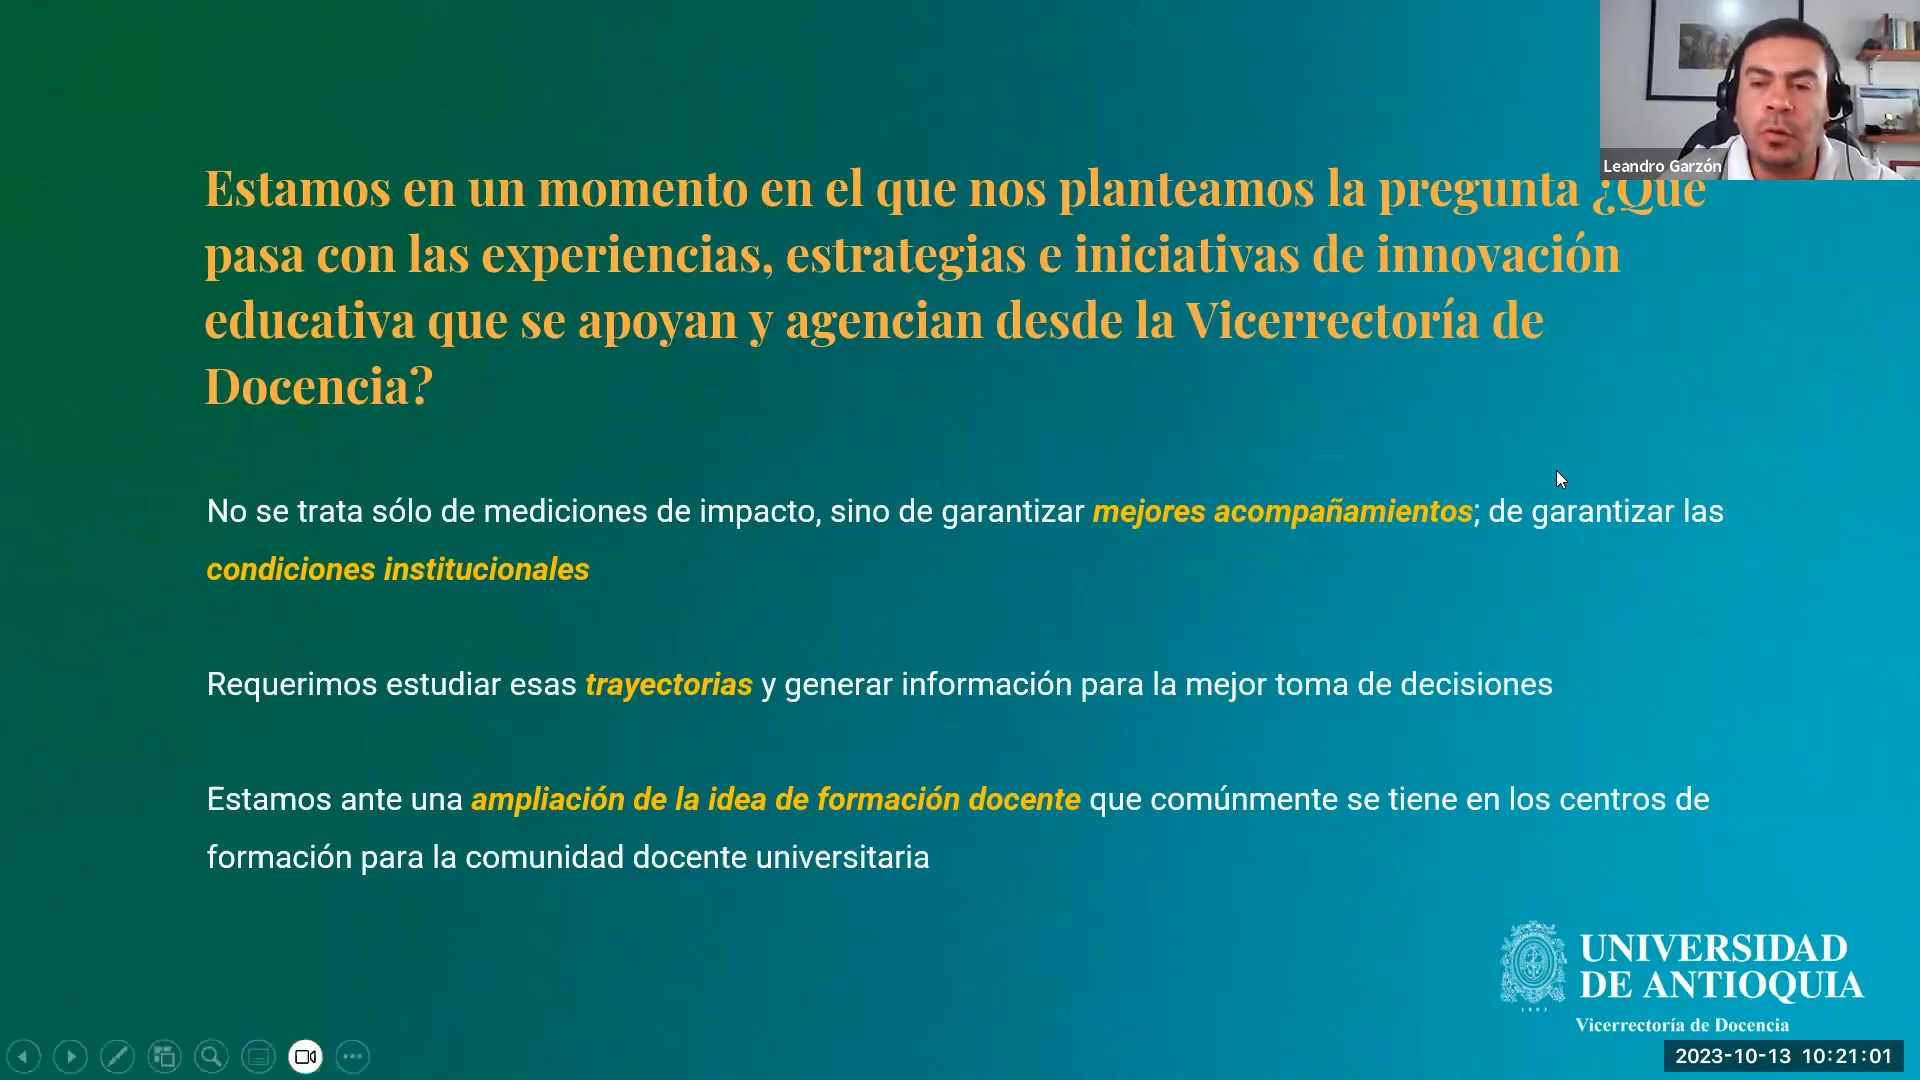 Leandro Garzón
Estamos en un momento en el que nos planteamos la pregunta ¿Qué
pasa con las experiencias, estrategias e iniciativas de innovación
educativa que se apoyan y agencian desde la Vicerrectoría de
Docencia?
No se trata sólo de mediciones de impacto, sino de garantizar mejores acompañamientos; de garantizar las
condiciones institucionales
Requerimos estudiar esas trayectorias y generar información para la mejor toma de decisiones
Estamos ante una ampliación de la idea de formación docente que comúnmente se tiene en los centros de
formación para la comunidad docente universitaria
UNIVERSIDAD
DE ANTIOQUIA
1803
Vicerrectoría de Docencia
2023-10-13 10:21:01